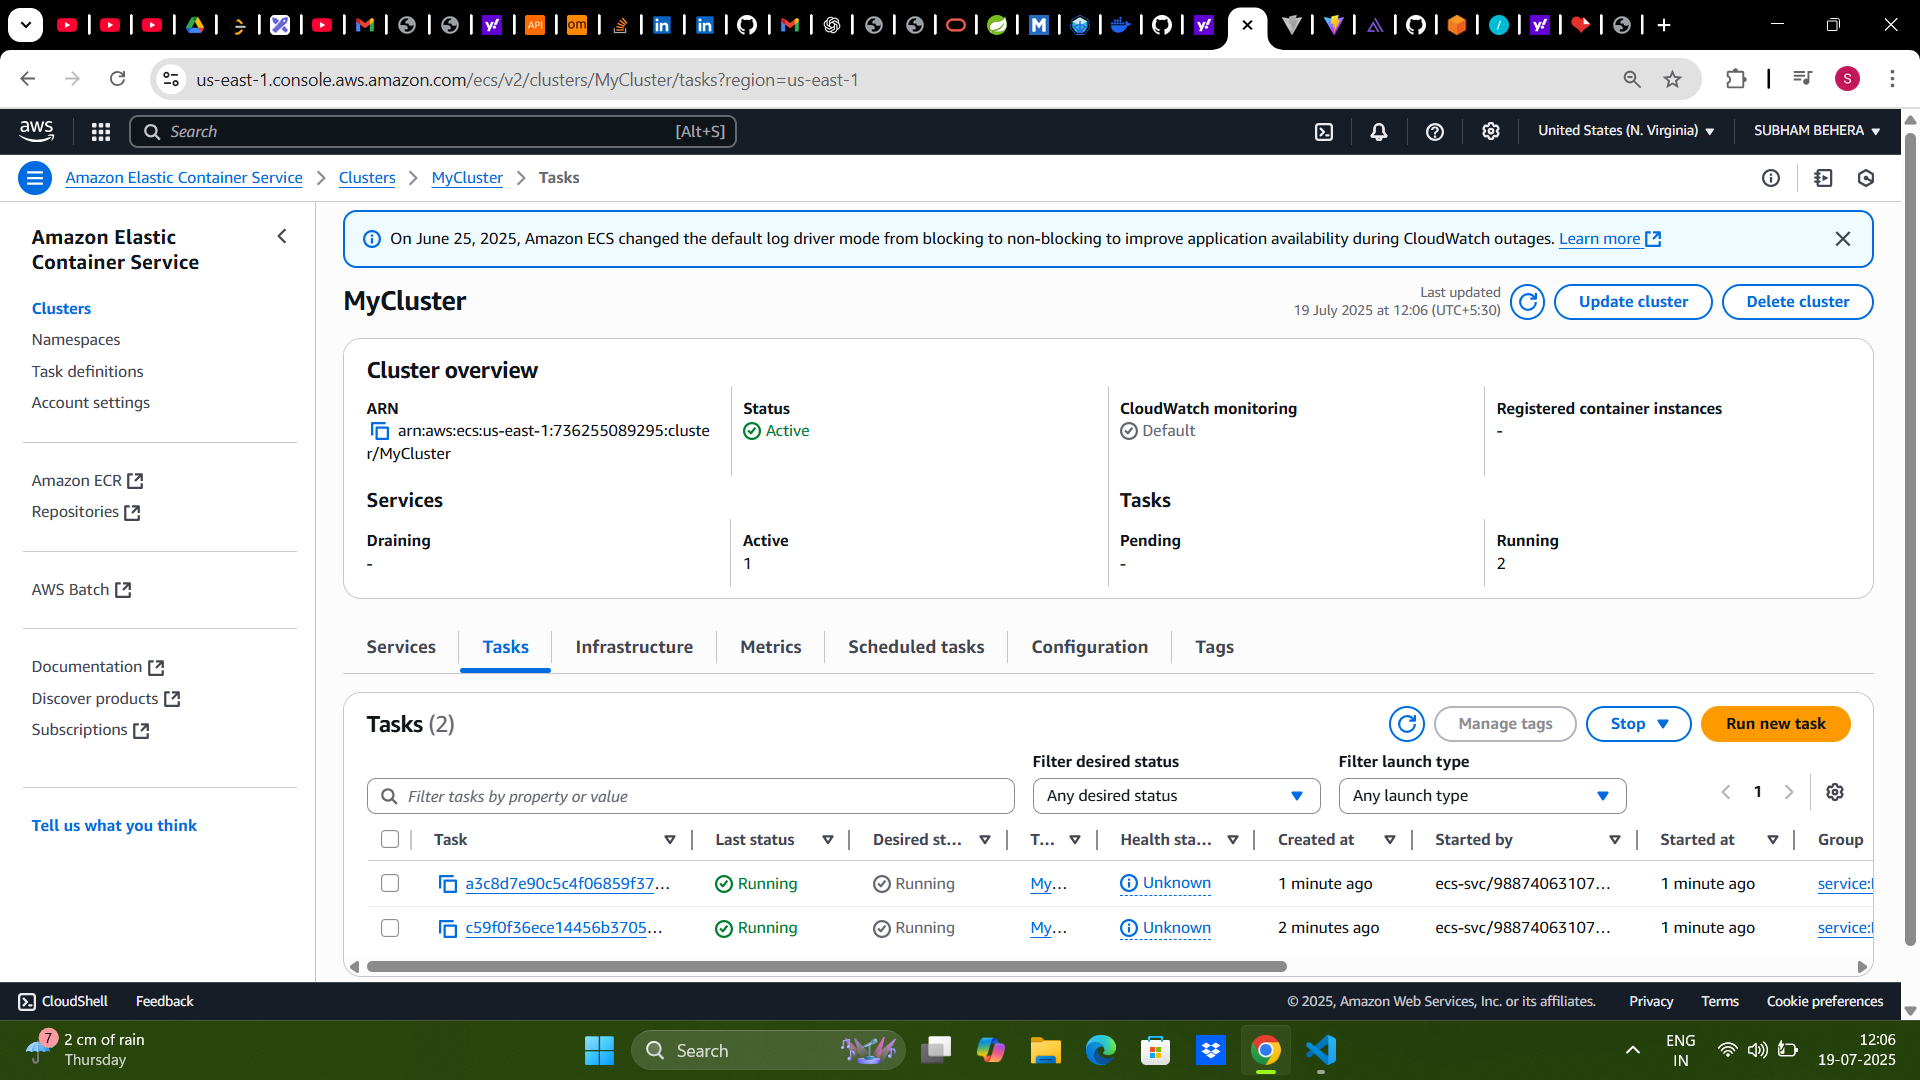 us-east-1.console.aws.amazon.com/ecs/v2/clusters/MyCluster/tasks?region=us-east-1
S
aws
Search [Alt+S]
United States (N. Virginia)
SUBHAM BEHERA
Amazon Elastic Container Service
Clusters
MyCluster
Tasks
Amazon Elastic
Container Service
Clusters
Namespaces
Task definitions
Account settings
Amazon ECR
Repositories
AWS Batch
Documentation
Discover products
Subscriptions
Tell us what you think
On June 25, 2025, Amazon ECS changed the default log driver mode from blocking to non-blocking to improve application availability during CloudWatch outages. Learn more
MyCluster
Last updated
19 July 2025 at 12:06 (UTC+5:30)
Update cluster
Delete cluster
Cluster overview
ARN
arn:aws:ecs:us-east-1:736255089295:cluste
r/MyCluster
Status
Active
CloudWatch monitoring
Default
Registered container instances
-
Services
Tasks
Draining
-
Active
1
Pending
-
Running
2
Services
Tasks
Infrastructure
Metrics
Scheduled tasks
Configuration
Tags
Tasks (2)
Manage tags
Stop
Run new task
Filter tasks by property or value
Filter desired status
Any desired status
Filter launch type
Any launch type
1
Task Last status Desired st... T... Health sta... Created at Started by Started at Group
a3c8d7e90c5c4f06859f37... Running Running My... Unknown 1 minute ago ecs-svc/98874063107... 1 minute ago service:
c59f0f36ece14456b3705... Running Running My... Unknown 2 minutes ago ecs-svc/98874063107... 1 minute ago service:
CloudShell
Feedback
© 2025, Amazon Web Services, Inc. or its affiliates.
Privacy
Terms
Cookie preferences
7
2 cm of rain
Thursday
Search
ENG
IN
12:06
19-07-2025